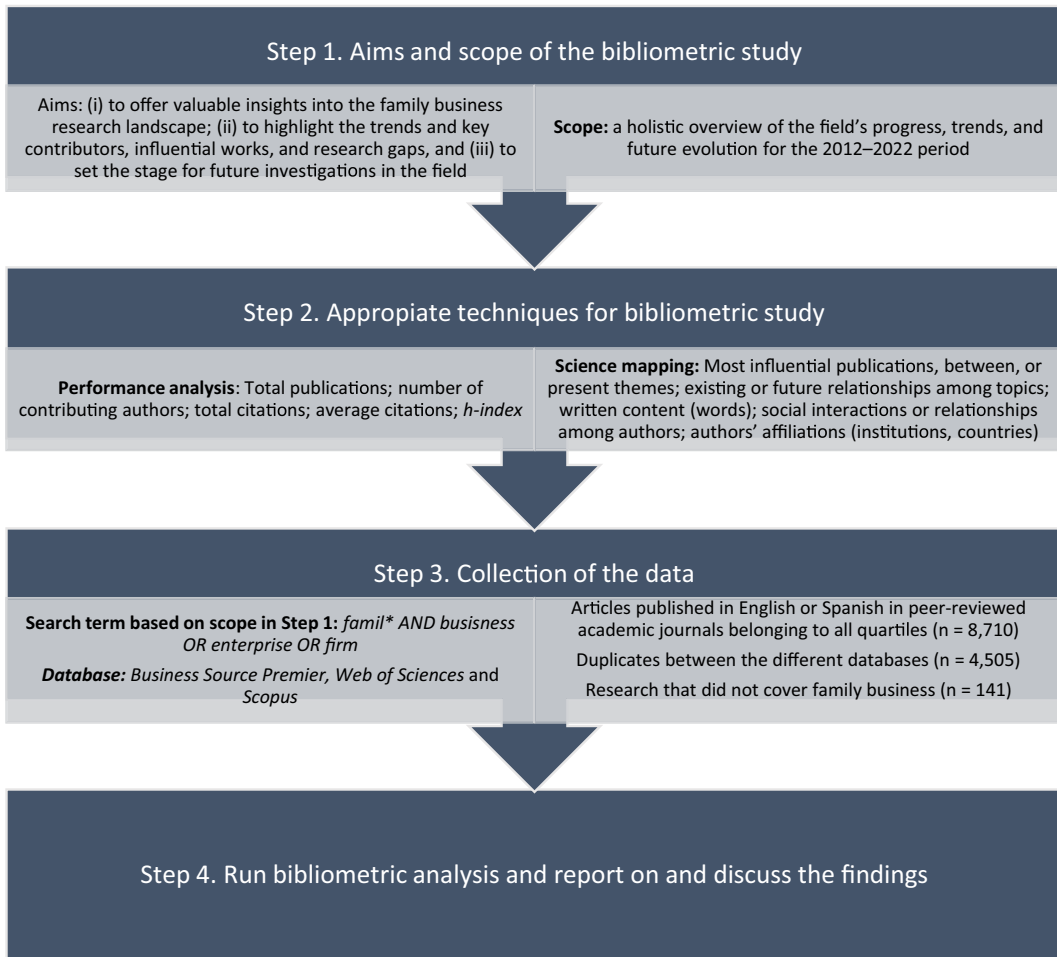 Step 1. Aims and scope of the bibliometric study
Aims: (i) to offer valuable insights into the family business
research landscape; (ii) to highlight the trends and key
contributors, influential works, and research gaps, and (iii) to
set the stage for future investigations in the field
Scope: a holistic overview of the field's progress, trends, and
future evolution for the 2012–2022 period
Step 2. Appropiate techniques for bibliometric study
Performance analysis: Total publications; number of
contributing authors; total citations; average citations; h-index
Science mapping: Most influential publications, between, or
present themes; existing or future relationships among topics;
written content (words); social interactions or relationships
among authors; authors' affiliations (institutions, countries)
Step 3. Collection of the data
Search term based on scope in Step 1: famil* AND busisness
OR enterprise OR firm
Database: Business Source Premier, Web of Sciences and
Scopus
Articles published in English or Spanish in peer-reviewed
academic journals belonging to all quartiles (n = 8,710)
Duplicates between the different databases (n = 4,505)
Research that did not cover family business (n = 141)
Step 4. Run bibliometric analysis and report on and discuss the findings